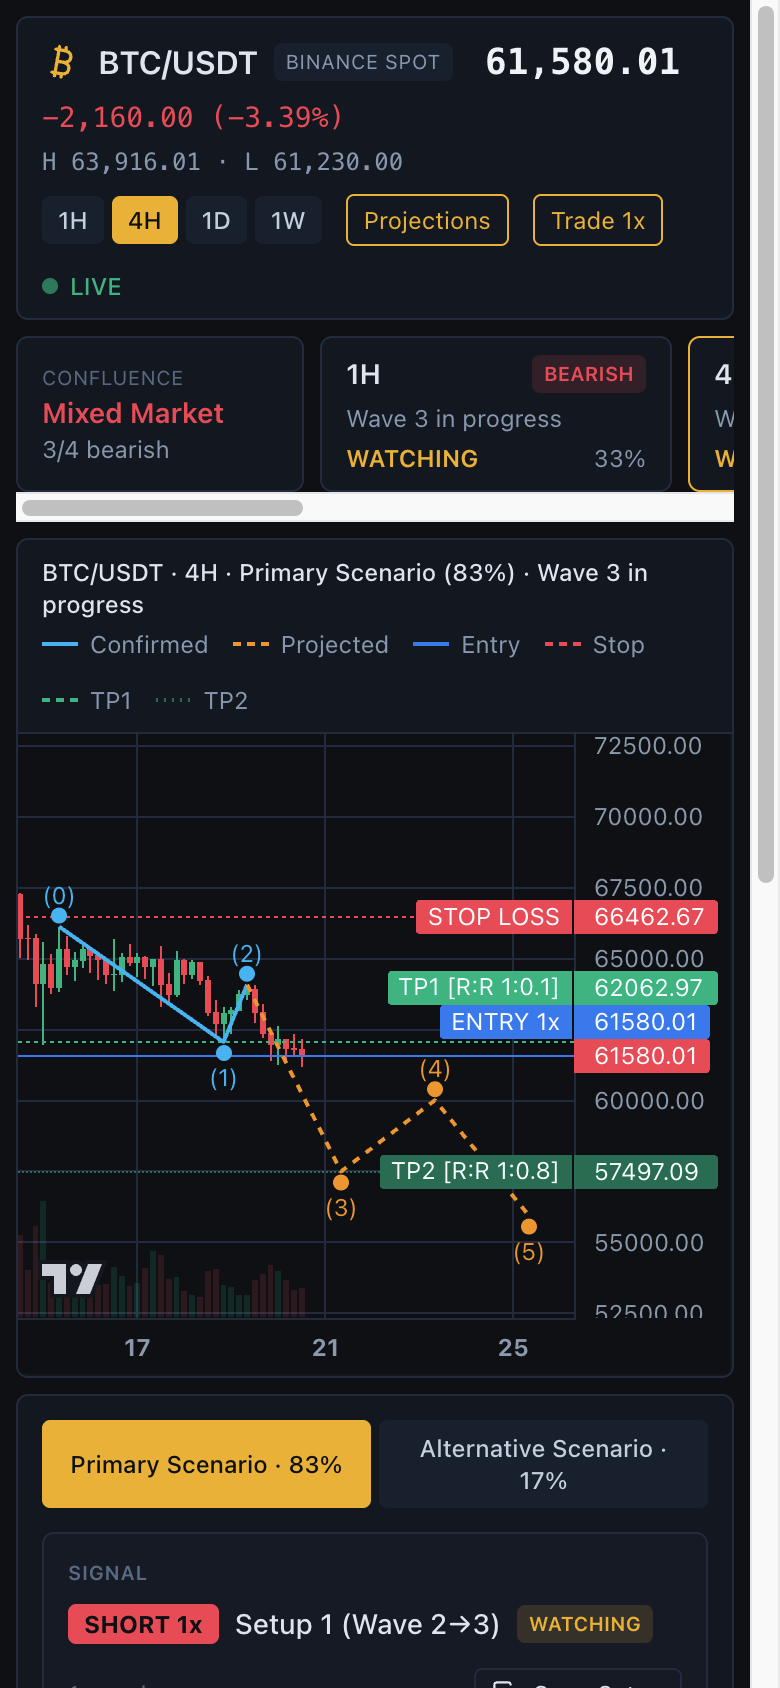 BTC/USDT BINANCE SPOT 61,580.01
−2,160.00 (−3.39%)
H 63,916.01 · L 61,230.00
1H 4H 1D 1W Projections Trade 1x
LIVE
CONFLUENCE
Mixed Market
3/4 bearish
1H BEARISH
Wave 3 in progress
WATCHING 33%
4
W
W
BTC/USDT · 4H · Primary Scenario (83%) · Wave 3 in
progress
Confirmed Projected Entry Stop
TP1 TP2
72500.00
70000.00
67500.00
(0)
STOP LOSS 66462.67
(2)
65000.00
TP1 [R:R 1:0.1] 62062.97
ENTRY 1x 61580.01
61580.01
(1)
(4)
60000.00
TP2 [R:R 1:0.8] 57497.09
(3)
55000.00
(5)
52500.00
17 21 25
Primary Scenario · 83%
Alternative Scenario ·
17%
SIGNAL
SHORT 1x Setup 1 (Wave 2→3) WATCHING